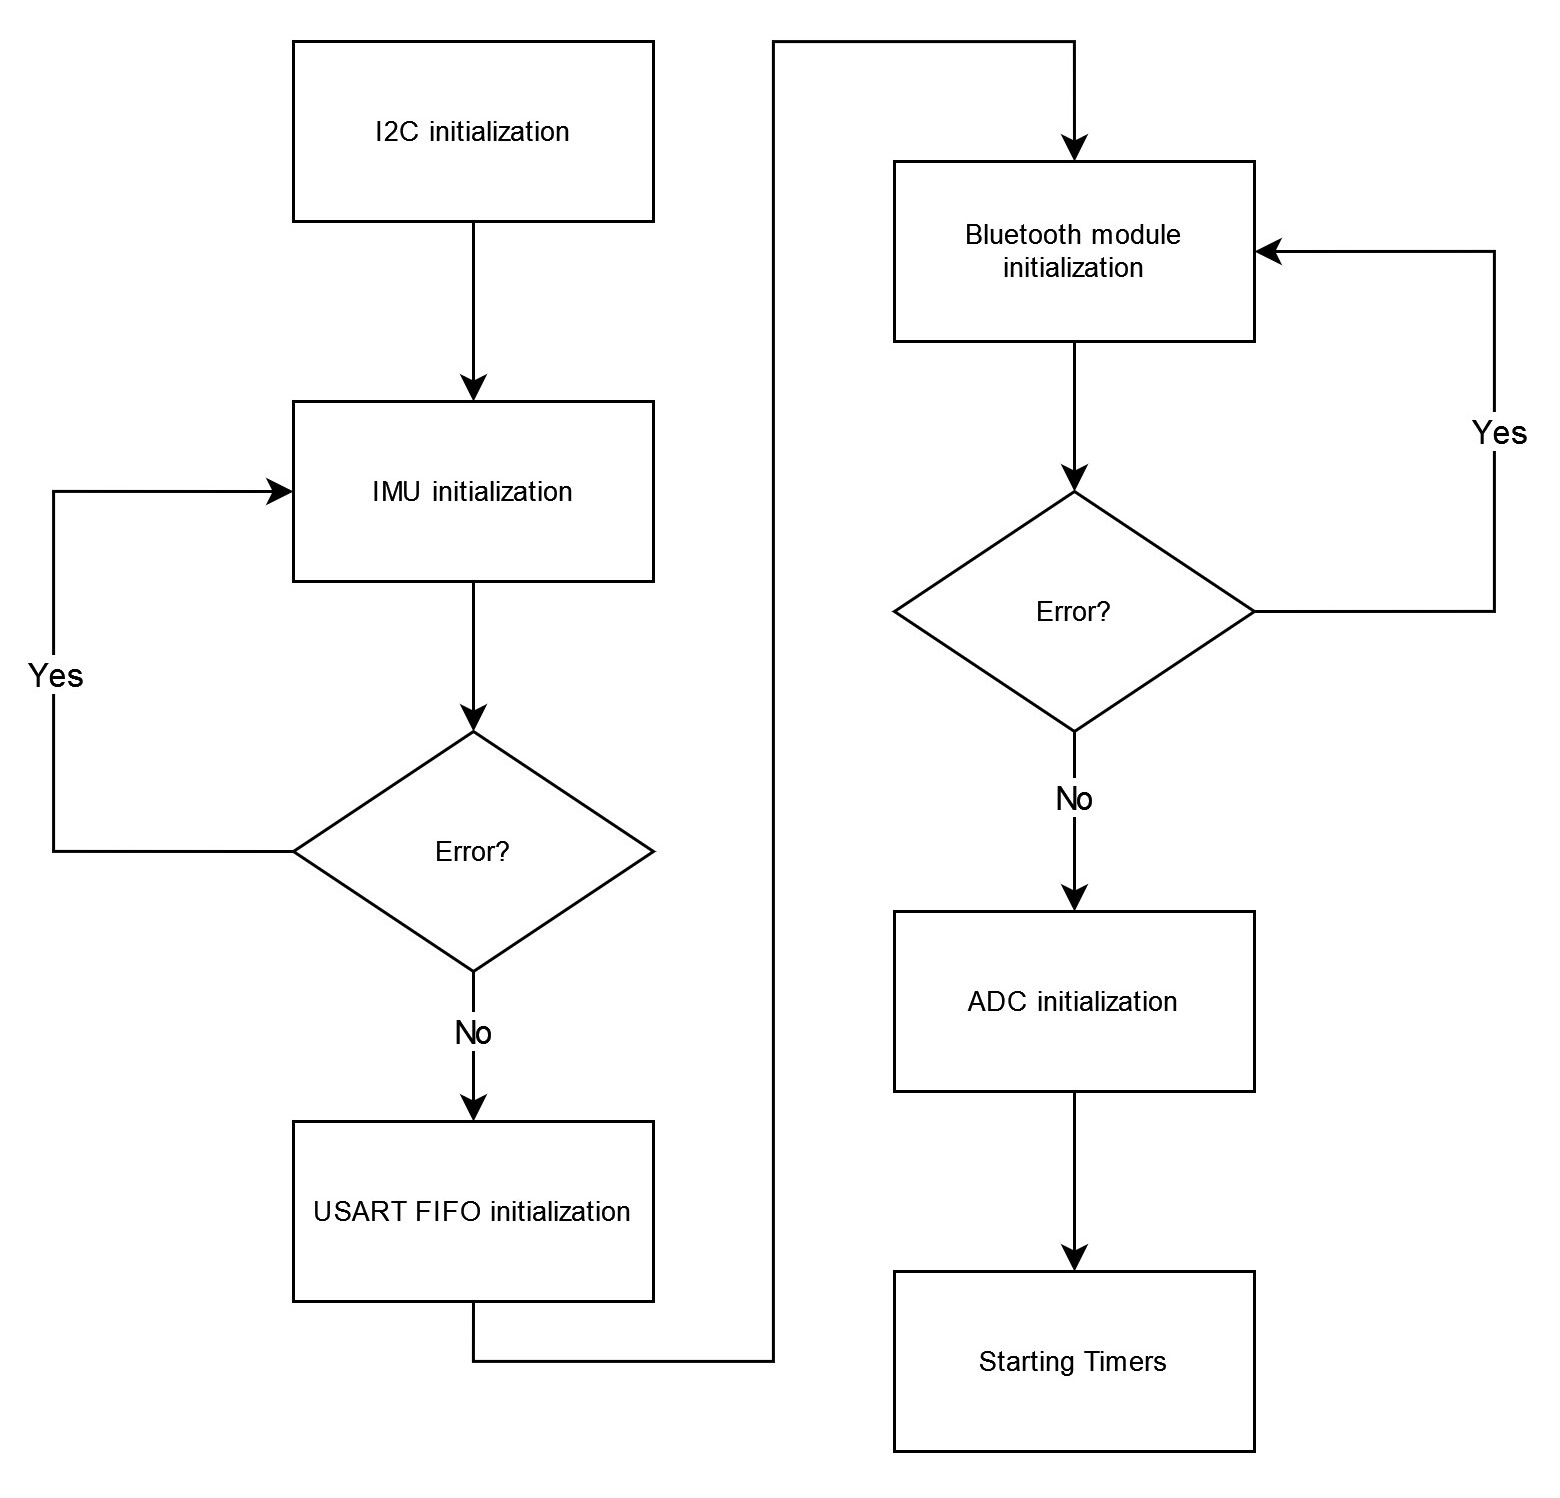 I2C initialization
IMU initialization
Yes
Error?
No
USART FIFO initialization
Bluetooth module
initialization
Yes
Error?
No
ADC initialization
Starting Timers